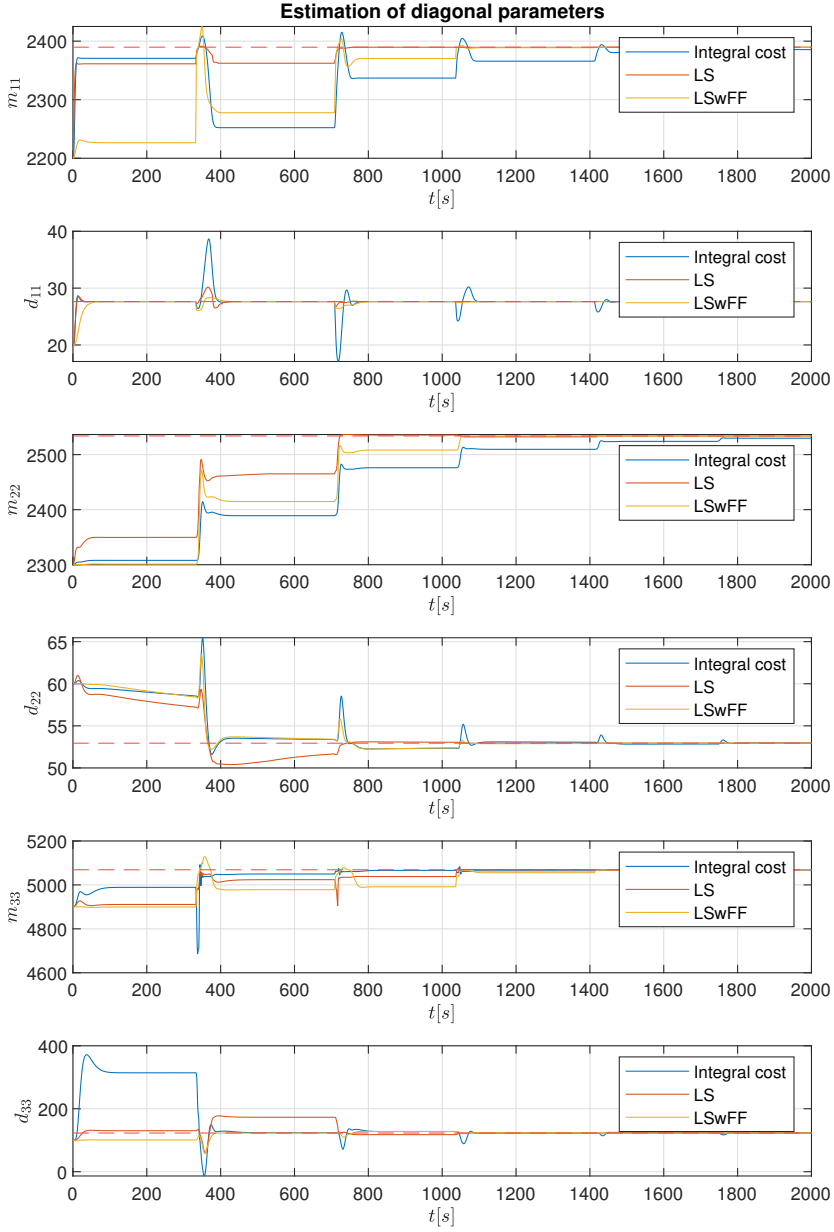 Estimation of diagonal parameters
2400
2300
2200
m₁₁
Integral cost
LS
LSwFF
0 200 400 600 800 1000 1200 1400 1600 1800 2000
t[s]
40
30
20
d₁₁
Integral cost
LS
LSwFF
0 200 400 600 800 1000 1200 1400 1600 1800 2000
t[s]
2500
2400
2300
m₂₂
Integral cost
LS
LSwFF
0 200 400 600 800 1000 1200 1400 1600 1800 2000
t[s]
65
60
55
50
d₂₂
Integral cost
LS
LSwFF
0 200 400 600 800 1000 1200 1400 1600 1800 2000
t[s]
5200
5000
4800
4600
m₃₃
Integral cost
LS
LSwFF
0 200 400 600 800 1000 1200 1400 1600 1800 2000
t[s]
400
200
0
d₃₃
Integral cost
LS
LSwFF
0 200 400 600 800 1000 1200 1400 1600 1800 2000
t[s]